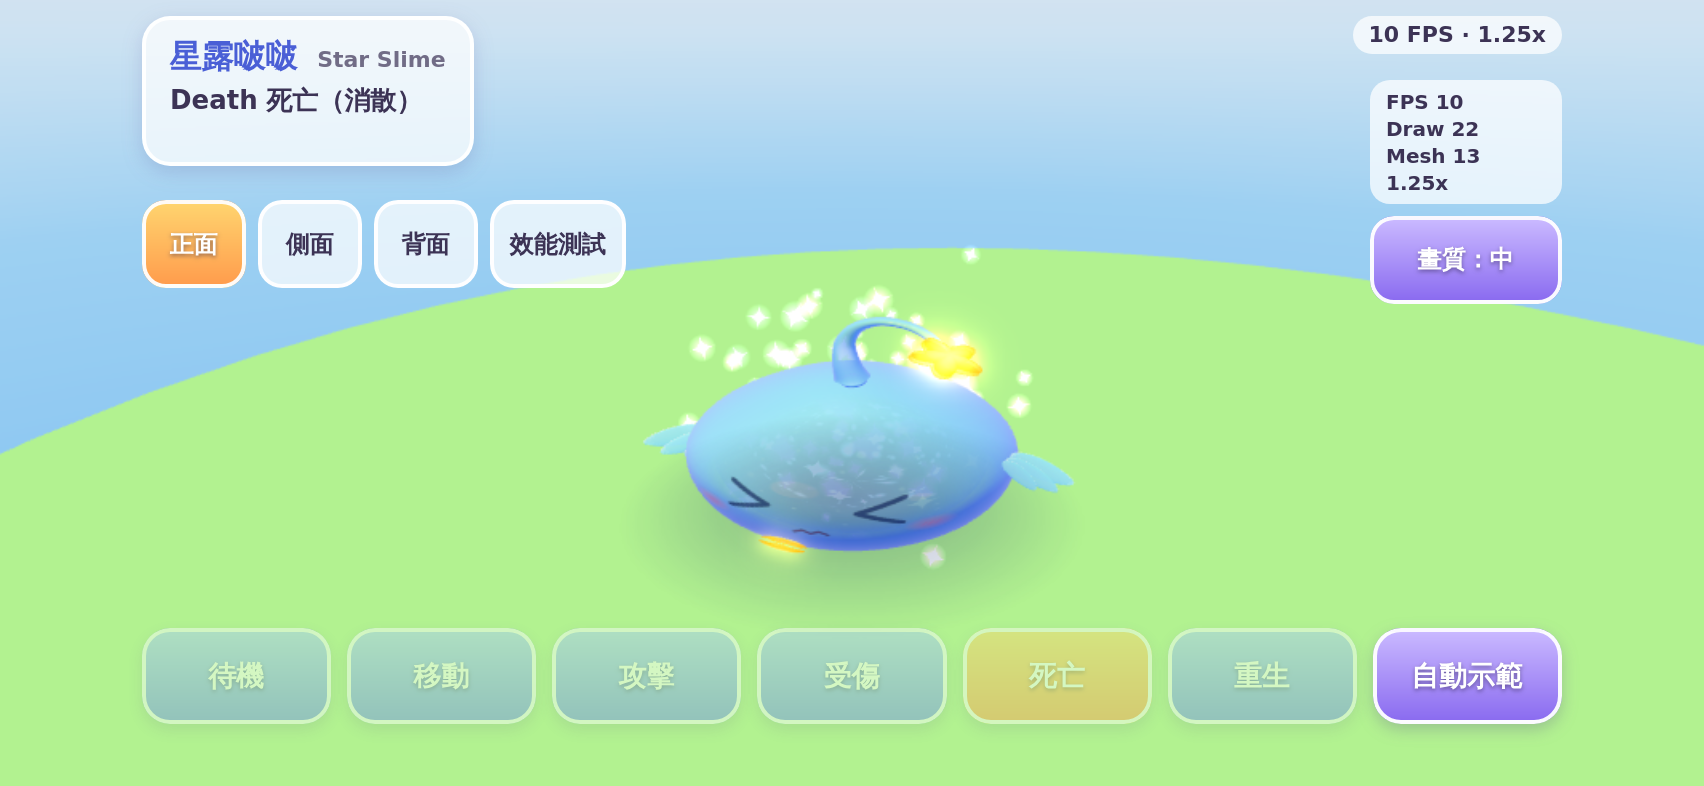 星露啵啵 Star Slime
Death 死亡（消散）
10 FPS · 1.25x
FPS 10
Draw 22
Mesh 13
1.25x
正面
側面
背面
效能測試
畫質：中
待機
移動
攻擊
受傷
死亡
重生
自動示範